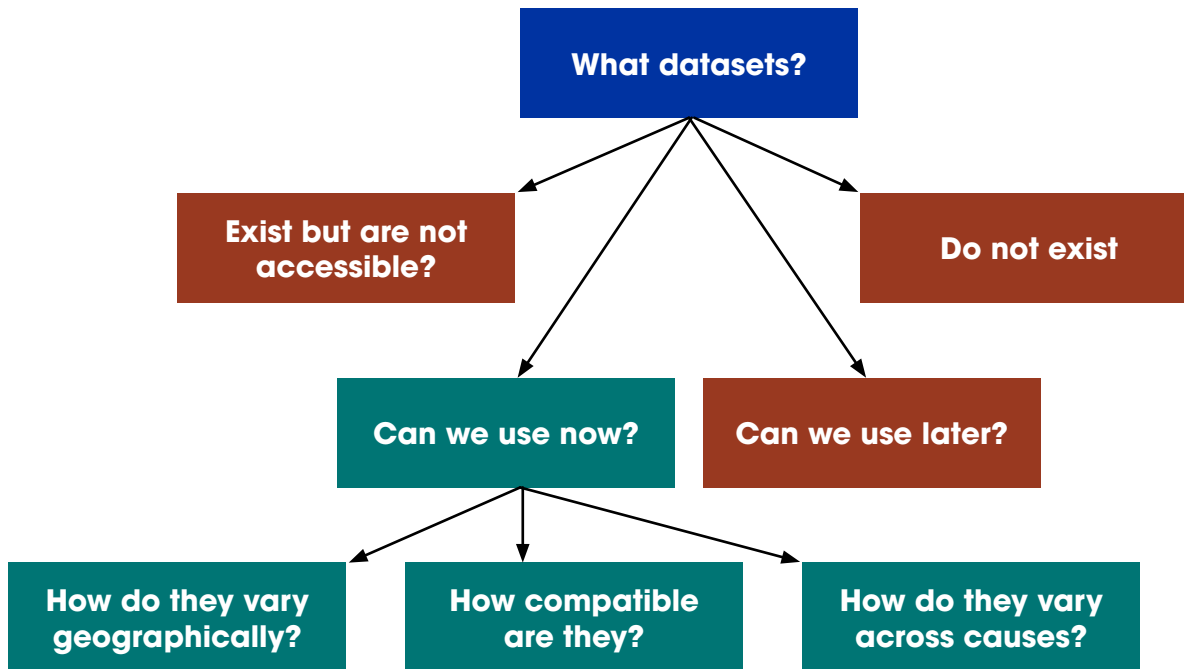 What datasets?
Exist but are not
accessible?
Do not exist
Can we use now?
Can we use later?
How do they vary
geographically?
How compatible
are they?
How do they vary
across causes?